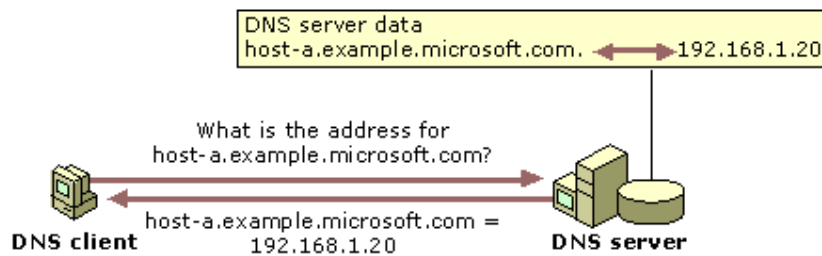 DNS server data
host-a.example.microsoft.com. 192.168.1.20
What is the address for
host-a.example.microsoft.com?
host-a.example.microsoft.com =
192.168.1.20
DNS client
DNS server